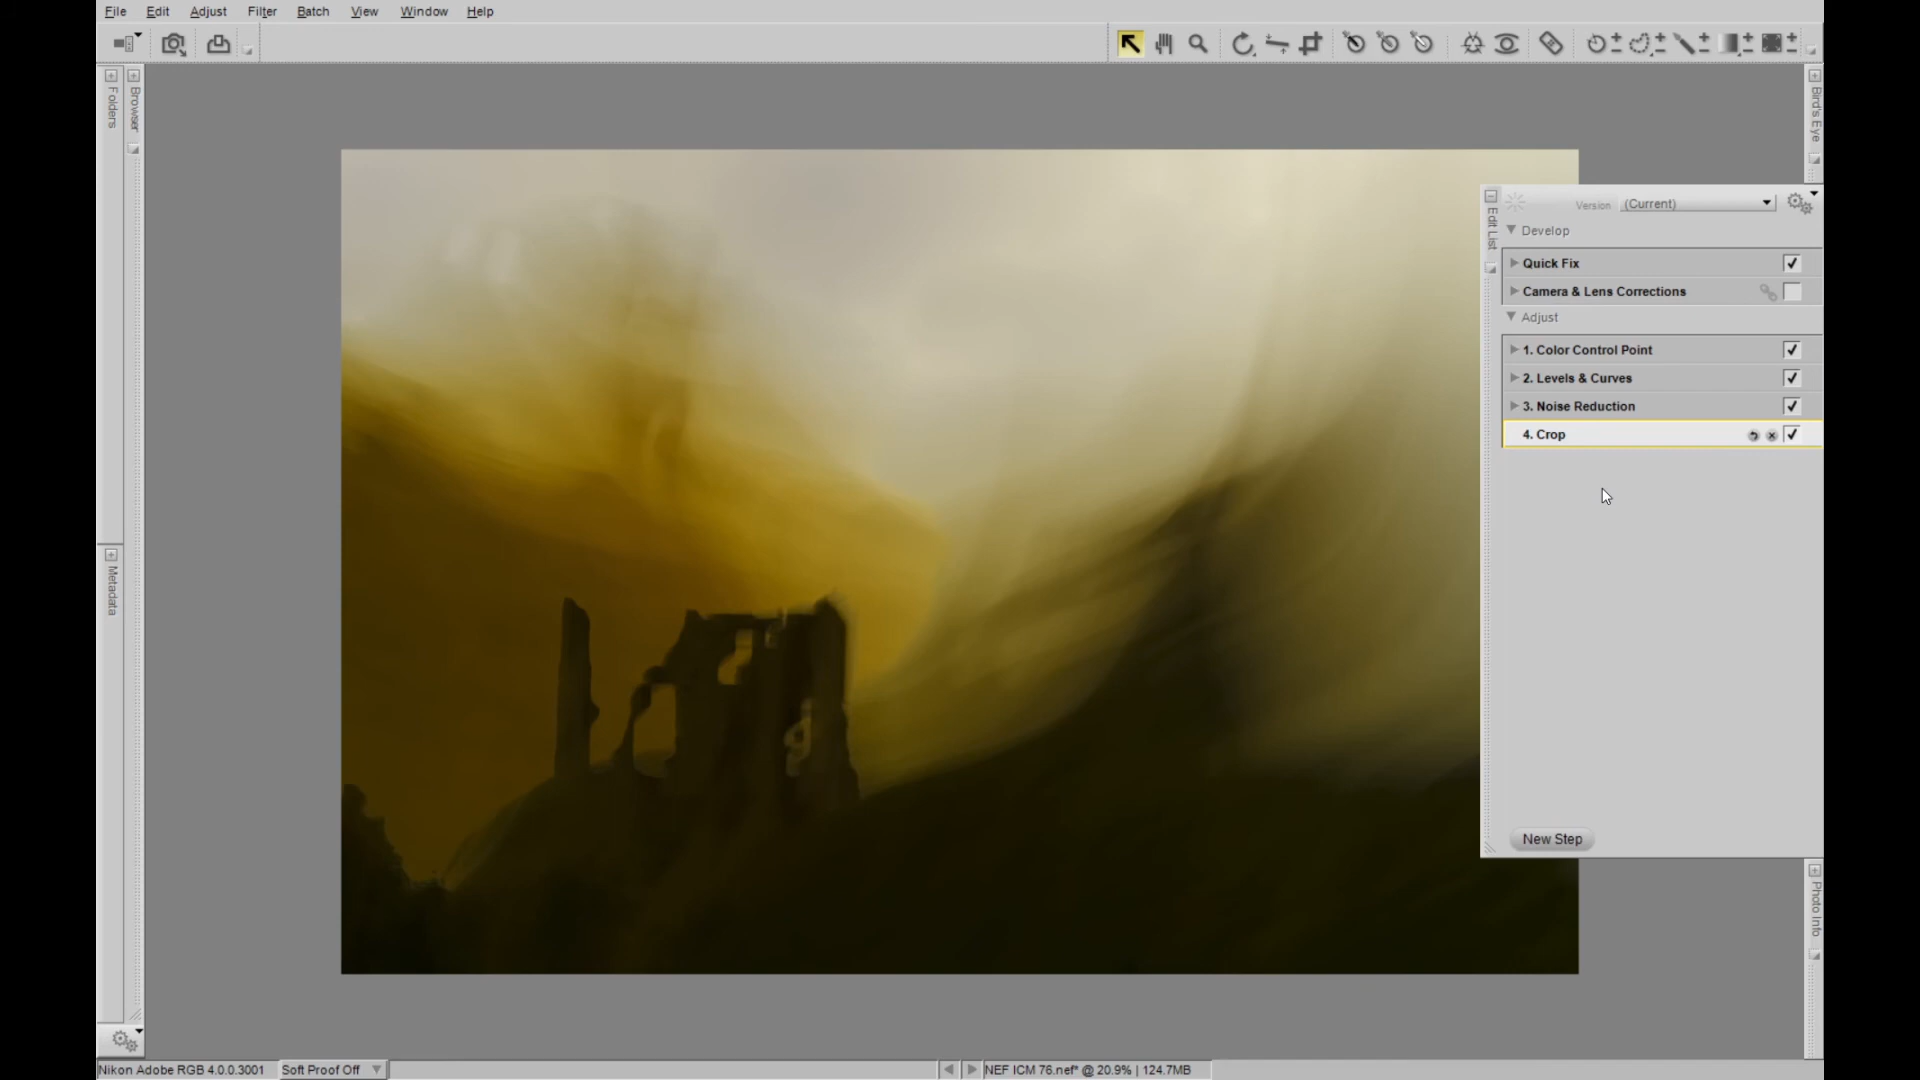 File Edit Adjust Filter Batch View Window Help
Folders
Browser
Bird's Eye
Version (Current)
Edit List
Develop
Quick Fix
Camera & Lens Corrections
Adjust
1. Color Control Point
2. Levels & Curves
3. Noise Reduction
4. Crop
Metadata
New Step
Photo Info
Nikon Adobe RGB 4.0.0.3001 Soft Proof Off NEF ICM 76.nef* @ 20.9% | 124.7MB